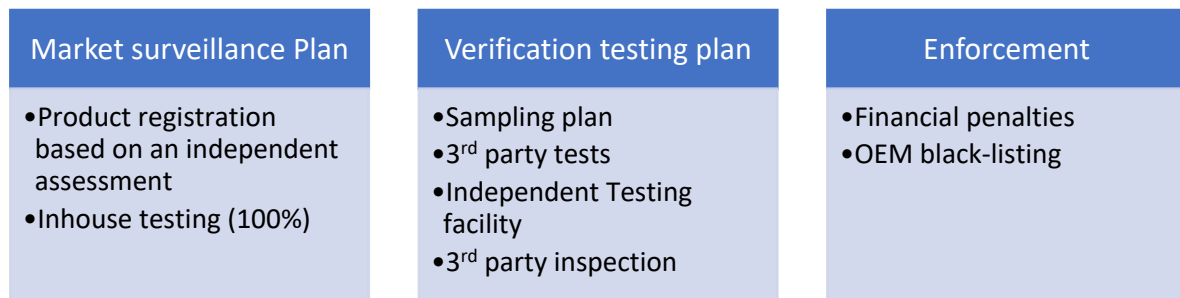 Market surveillance Plan
•Product registration
based on an independent
assessment
•Inhouse testing (100%)
Verification testing plan
•Sampling plan
•3rd party tests
•Independent Testing
facility
•3rd party inspection
Enforcement
•Financial penalties
•OEM black-listing